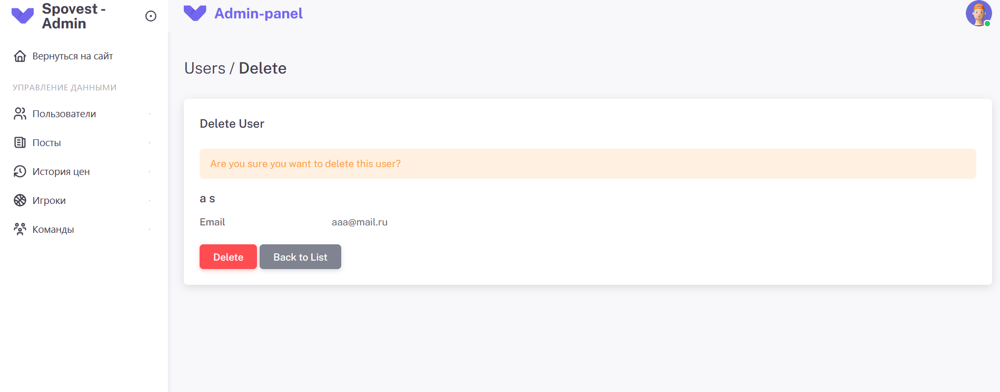 Spovest -
Admin
Вернуться на сайт
УПРАВЛЕНИЕ ДАННЫМИ
Пользователи
Посты
История цен
Игроки
Команды
Admin-panel
Users / Delete
Delete User
Are you sure you want to delete this user?
a s
Email aaa@mail.ru
Delete Back to List